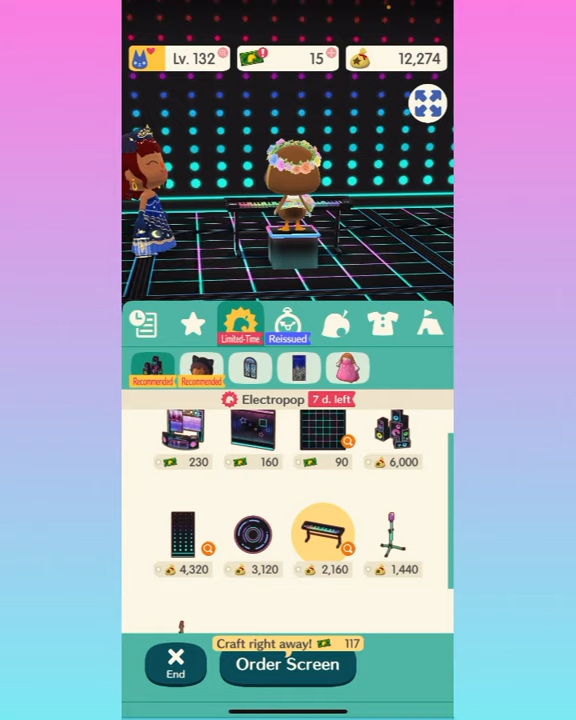 Lv. 132
15
12,274
Limited-Time
Reissued
Recommended
Recommended
Electropop
7 d. left
230
160
90
6,000
4,320
3,120
2,160
1,440
Craft right away! 117
End
Order Screen